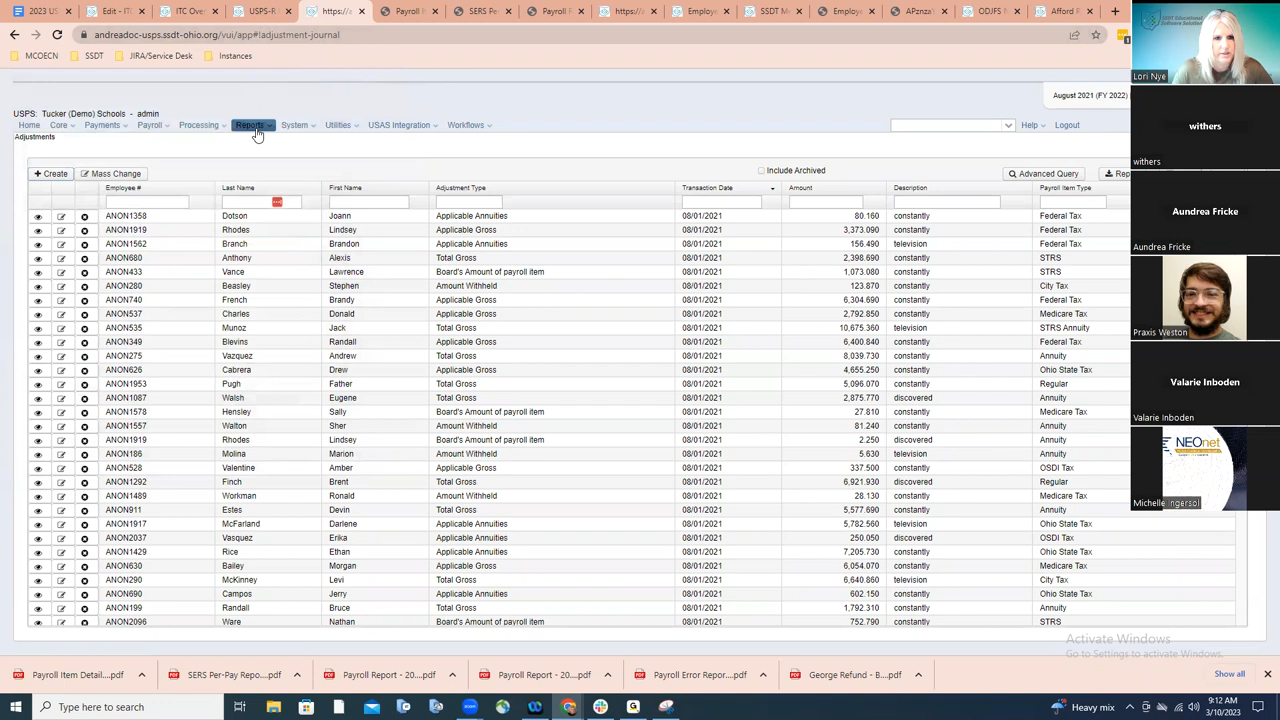 2023 US
ITC - O
ITC Ove
USPS-R
https://
Payroll I
SERS Pe
Payroll
https://
Employe
SSDT M
Employe
APznza
ODJFS N
Afford R
andreadoc-usps.ssdt-ohio.org/vui/app#!adjustment-journal
MCOECN SSDT JIRA/Service Desk Instances
August 2021 (FY 2022)
USPS: Tucker (Demo) Schools - admin
Home Core Payments Payroll Processing Reports System Utilities USAS Integration Workflows Help Logout
Adjustments
Create Mass Change Include Archived Advanced Query Rep
Employee # Last Name First Name Adjustment Type Transaction Date Amount Description Payroll Item Type
ANON1358 Dotson Joann Applicable Annuities 08/01/2021 80.160 constantly Federal Tax
ANON1919 Rhodes Lindsey Applicable Gross 08/01/2021 3,373.090 constantly Federal Tax
ANON1562 Branch Brandon Applicable Annuities 08/01/2021 156.490 television Federal Tax
ANON680 Anthony Alexis Total Gross 08/01/2021 2,398.690 constantly STRS
ANON433 Vance Lawrence Board's Amount of payroll item 08/01/2021 1,073.080 constantly STRS
ANON280 Beasley Stephen Amount Withheld 08/01/2021 123.870 constantly City Tax
ANON740 French Brandy Applicable Gross 08/01/2021 6,304.690 constantly Federal Tax
ANON537 Charles Donald Applicable Gross 08/01/2021 2,792.850 constantly Medicare Tax
ANON535 Munoz Jack Total Gross 08/01/2021 10,675.360 television STRS Annuity
ANON349 Blevins Randall Applicable Gross 08/01/2021 6,400.840 constantly Federal Tax
ANON275 Vazquez Andrew Total Gross 08/01/2021 8,039.730 constantly Annuity
ANON626 Cabrera Drew Applicable Gross 08/01/2021 4,655.250 constantly Ohio State Tax
ANON1953 Pugh Father Total Gross 08/01/2021 5,096.070 constantly Regular
ANON1087 Walsh Eugene Total Gross 08/01/2021 2,875.770 discovered Annuity
ANON1578 Hensley Sally Board's Amount of payroll item 08/01/2021 27.810 constantly Medicare Tax
ANON1557 Walton Sher Amount Withheld 08/01/2021 81.240 constantly Annuity
ANON1919 Rhodes Lindsey Board's Amount of payroll item 08/01/2021 2.250 discovered Annuity
ANON186 Molina Marion Amount Withheld 08/01/2021 5.630 television Annuity
ANON528 Valentine Amber Applicable Gross 08/01/2021 337.500 constantly OSDI Tax
ANON1292 Finch Brent Applicable Gross 08/01/2021 6,921.930 discovered Regular
ANON1489 Workman Ronald Amount Withheld 08/01/2021 28.130 constantly Medicare Tax
ANON911 Estes Devin Total Gross 08/01/2021 5,577.690 constantly Annuity
ANON1917 McFarland Darlene Applicable Annuities 08/01/2021 5,782.560 television Ohio State Tax
ANON2037 Vasquez Erika Applicable Annuities 08/01/2021 250.050 discovered OSDI Tax
ANON1429 Rice Ethan Applicable Annuities 08/01/2021 7,205.730 constantly Ohio State Tax
ANON630 Bailey Morgan Applicable Gross 08/01/2021 6,054.070 constantly Medicare Tax
ANON290 McKinney Levi Total Gross 08/01/2021 6,640.860 television City Tax
ANON690 Campos Jerry Applicable Annuities 08/01/2021 602.150 constantly Ohio State Tax
ANON199 Randall Bruce Total Gross 08/01/2021 1,792.310 constantly Annuity
ANON2096 Ware Nathan Board's Amount of payroll item 08/01/2021 752.790 constantly STRS
SSDT Educational
Software Solutions
Lori Nye
withers
withers
Aundrea Fricke
Aundrea Fricke
Praxis Weston
Valarie Inboden
Valarie Inboden
NEOnet
Michelle Ingersol
Activate Windows
Go to Settings to activate Windows.
Payroll Item Detail....pdf
SERS Per-Pay Repo....pdf
Payroll Report - 20....pdf
Payroll Report - 20....pdf
Payroll Error Repor....pdf
George Refund - B....pdf
Show all
Type here to search
Heavy mix
9:12 AM
3/10/2023